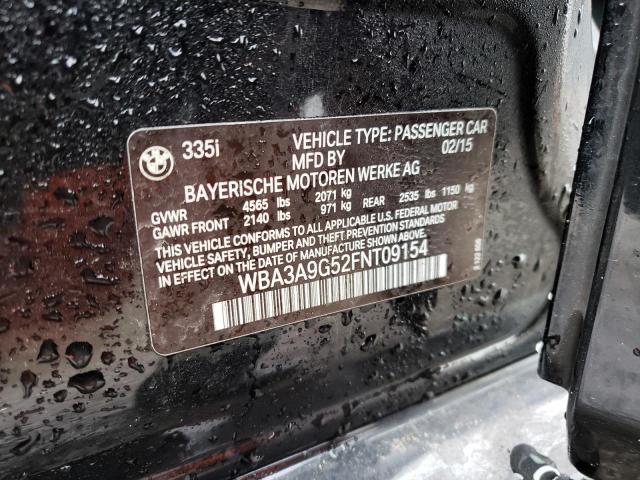 BMW 335i VEHICLE TYPE: PASSENGER CAR
MFD BY 02/15
BAYERISCHE MOTOREN WERKE AG
GVWR 4565 lbs 2071 kg
GAWR FRONT 2140 lbs 971 kg REAR 2535 lbs 1150 kg
THIS VEHICLE CONFORMS TO ALL APPLICABLE U.S. FEDERAL MOTOR
VEHICLE SAFETY, BUMPER, AND THEFT PREVENTION STANDARDS
IN EFFECT ON THE DATE OF MANUFACTURE SHOWN ABOVE.
WBA3A9G52FNT09154